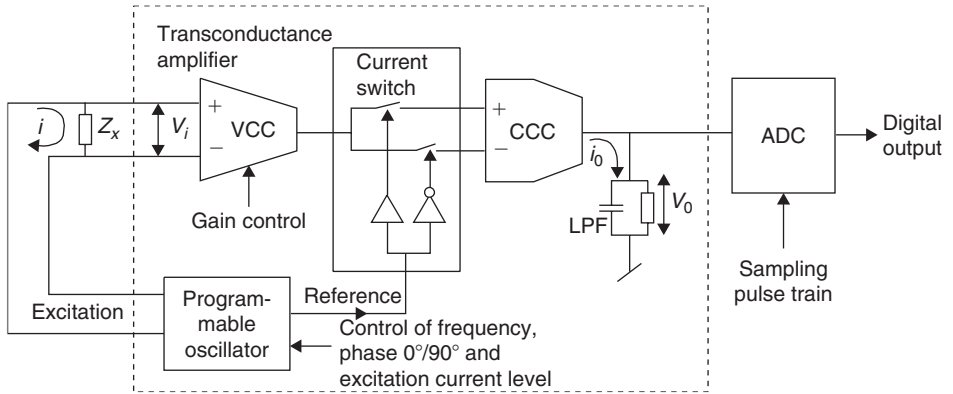 Transconductance
amplifier
Current
switch
+
VCC
−
+
CCC
−
i
Zx
Vi
i0
ADC
Digital
output
Gain control
LPF
V0
Sampling
pulse train
Excitation
Program-
mable
oscillator
Reference
Control of frequency,
phase 0°/90° and
excitation current level